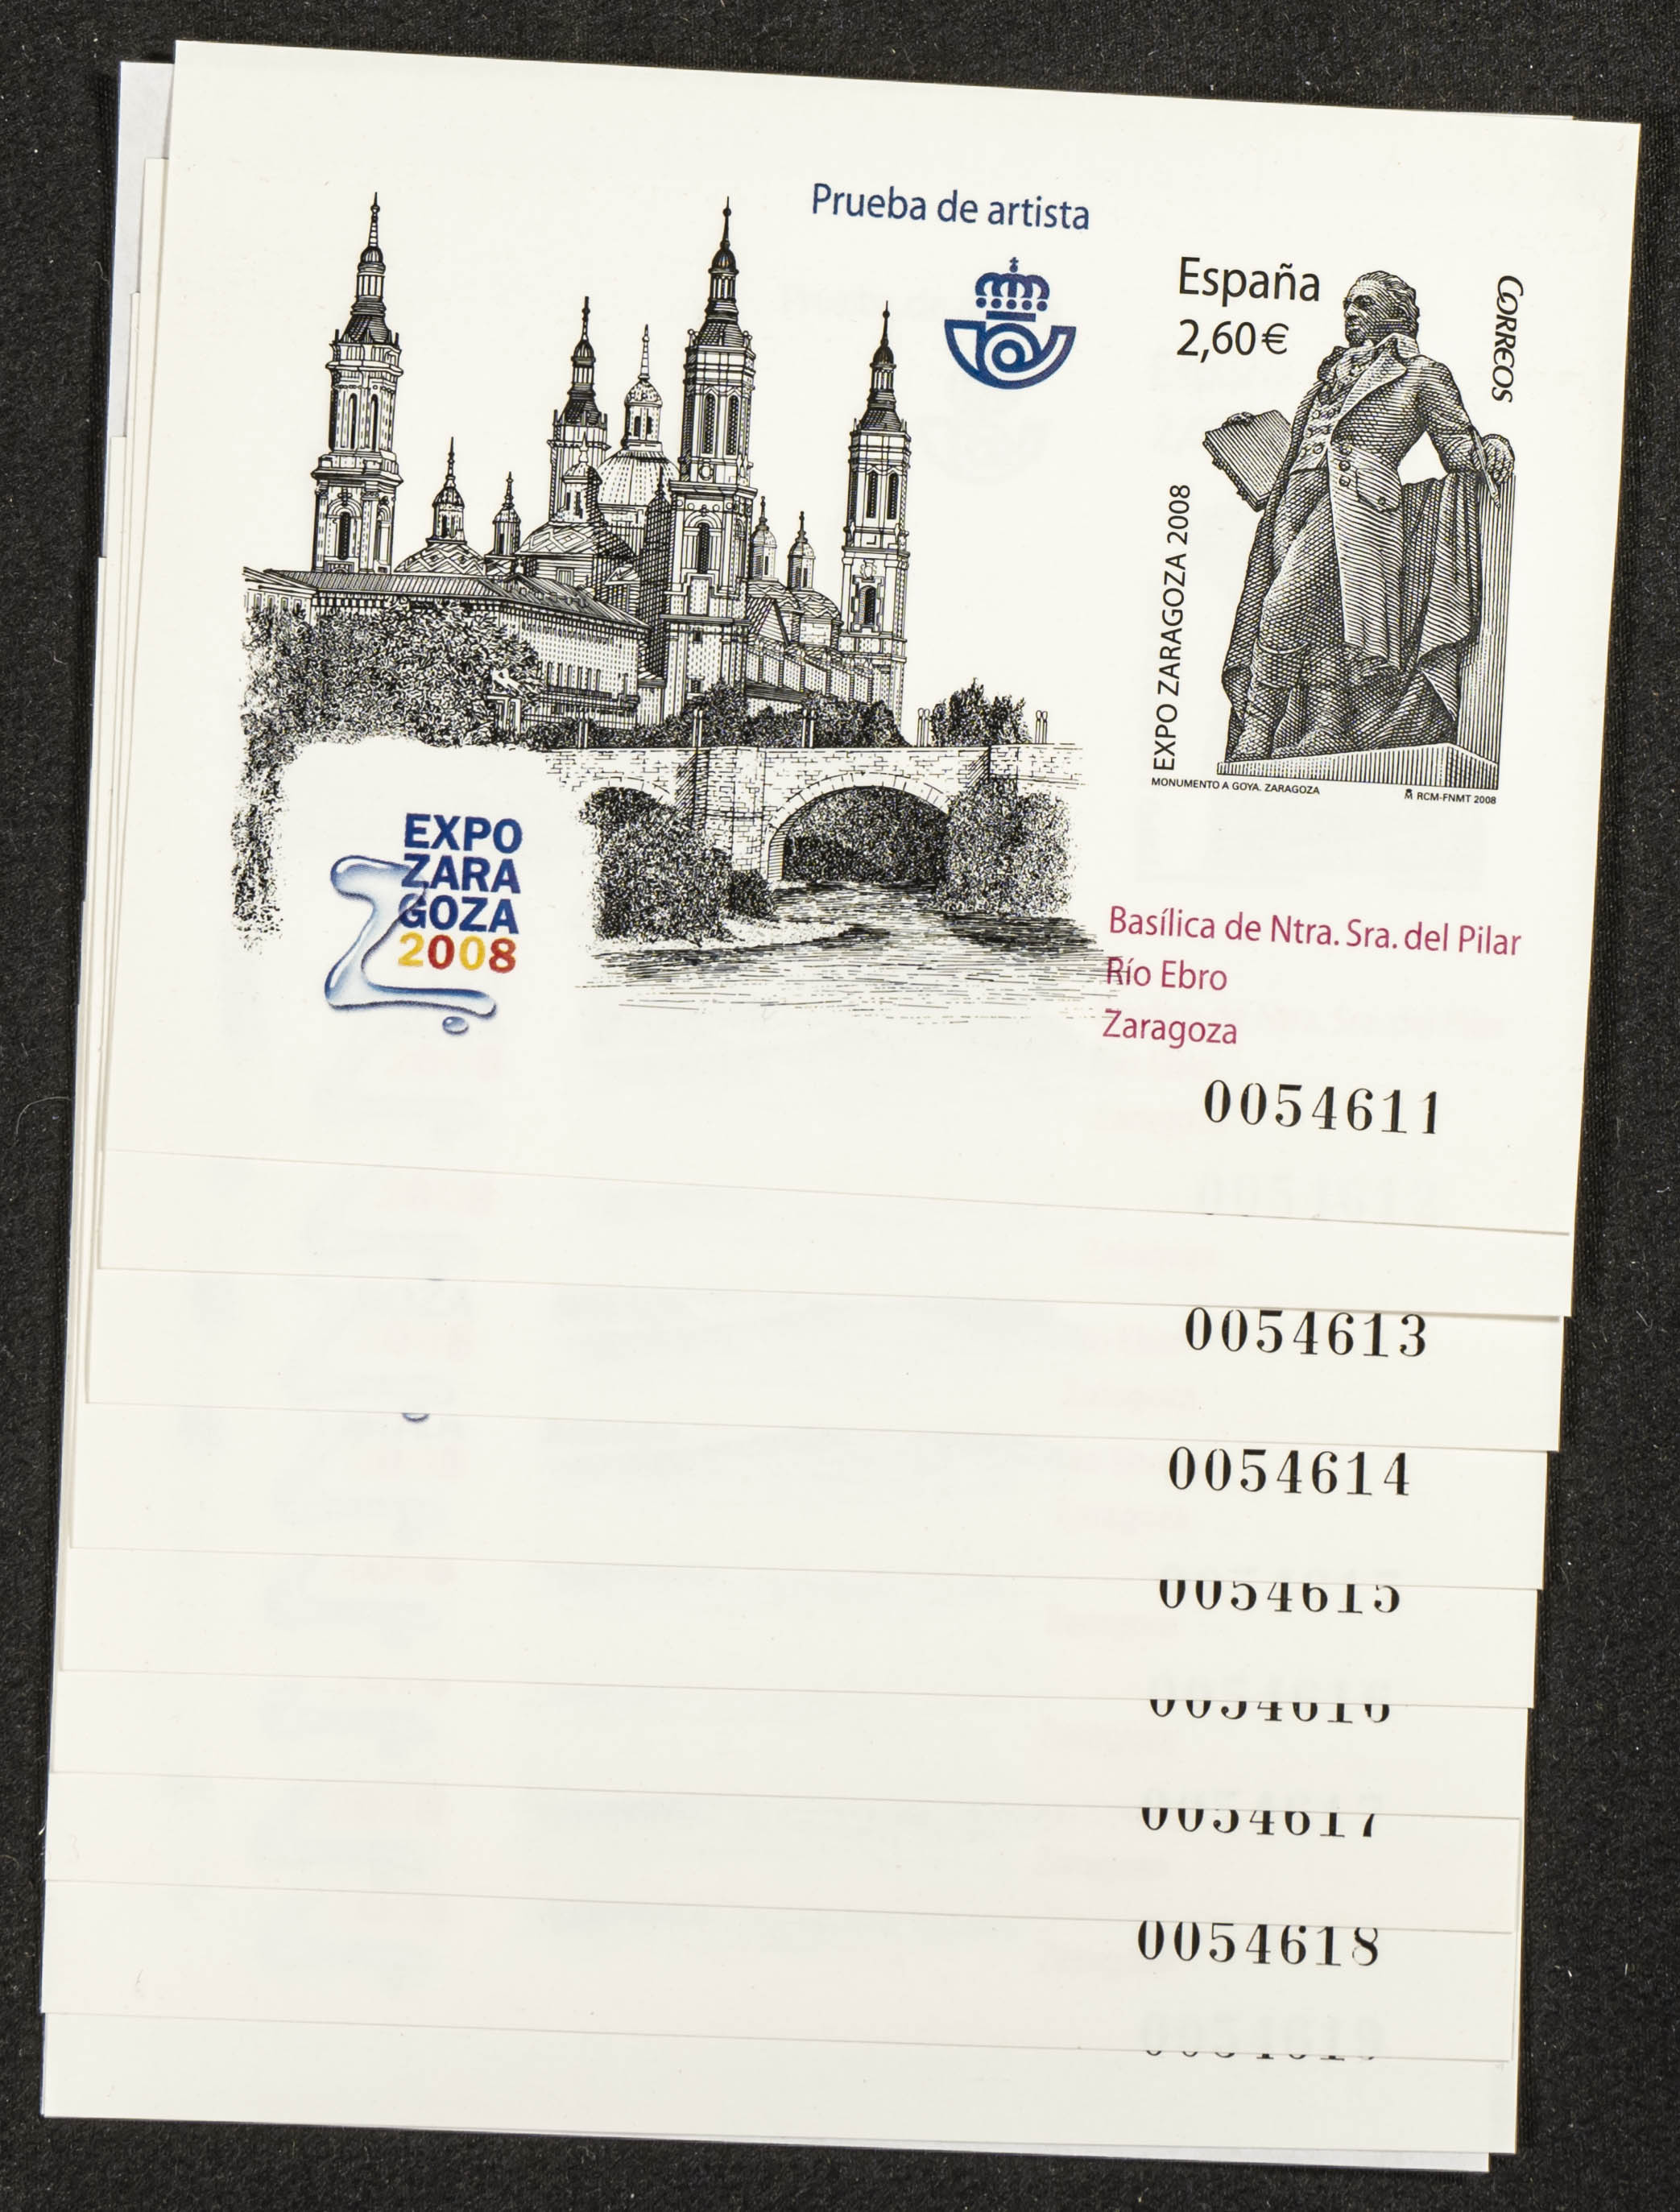 Prueba de artista
España
2,60€
CORREOS
EXPO ZARAGOZA 2008
MONUMENTO A GOYA. ZARAGOZA
RCM-FNMT 2008
EXPO
ZARA
GOZA
2008
Basílica de Ntra. Sra. del Pilar
Río Ebro
Zaragoza
0054611
0054613
0054614
0054615
0054616
0054617
0054618